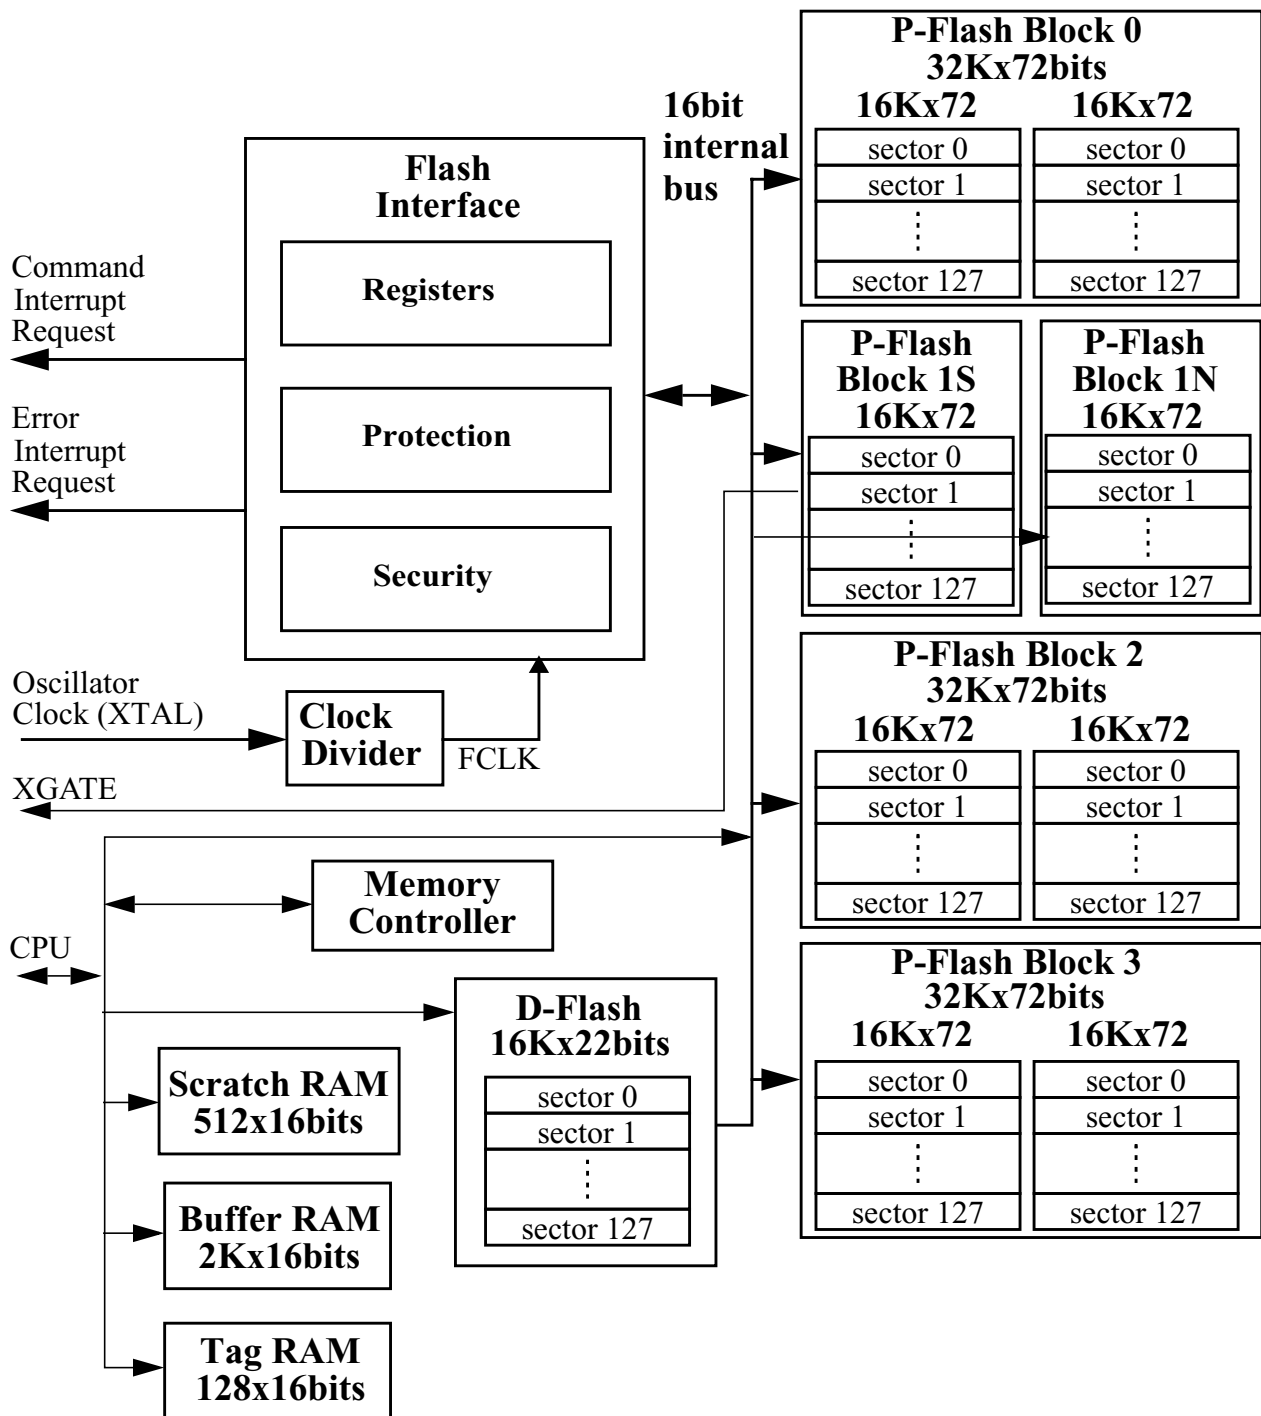 P-Flash Block 0
32Kx72bits
16Kx72
16Kx72
sector 0
sector 1
sector 127
sector 0
sector 1
sector 127
16bit
internal
bus
Flash
Interface
Registers
Protection
Security
Command
Interrupt
Request
Error
Interrupt
Request
P-Flash
Block 1S
16Kx72
sector 0
sector 1
sector 127
P-Flash
Block 1N
16Kx72
sector 0
sector 1
sector 127
Oscillator
Clock (XTAL)
Clock
Divider
FCLK
XGATE
P-Flash Block 2
32Kx72bits
16Kx72
16Kx72
sector 0
sector 1
sector 127
sector 0
sector 1
sector 127
Memory
Controller
CPU
D-Flash
16Kx22bits
sector 0
sector 1
sector 127
P-Flash Block 3
32Kx72bits
16Kx72
16Kx72
sector 0
sector 1
sector 127
sector 0
sector 1
sector 127
Scratch RAM
512x16bits
Buffer RAM
2Kx16bits
Tag RAM
128x16bits